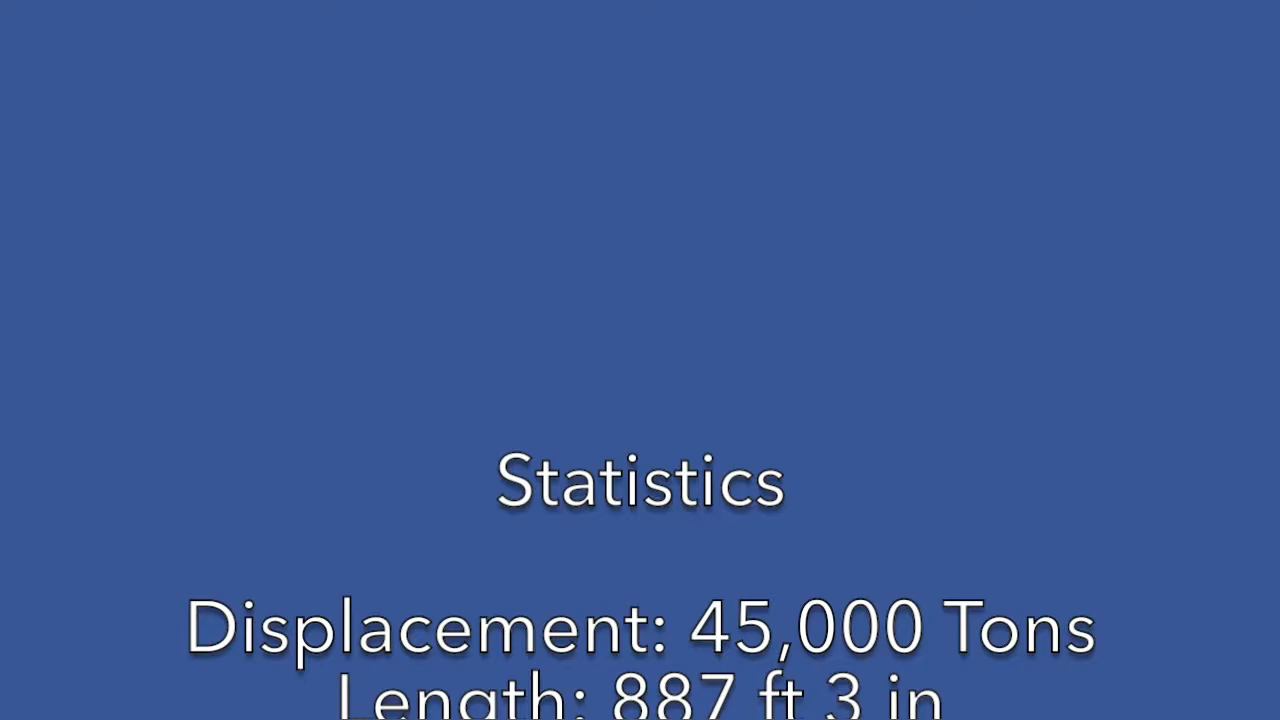 Statistics
Displacement: 45,000 Tons
Length: 887 ft 3 in